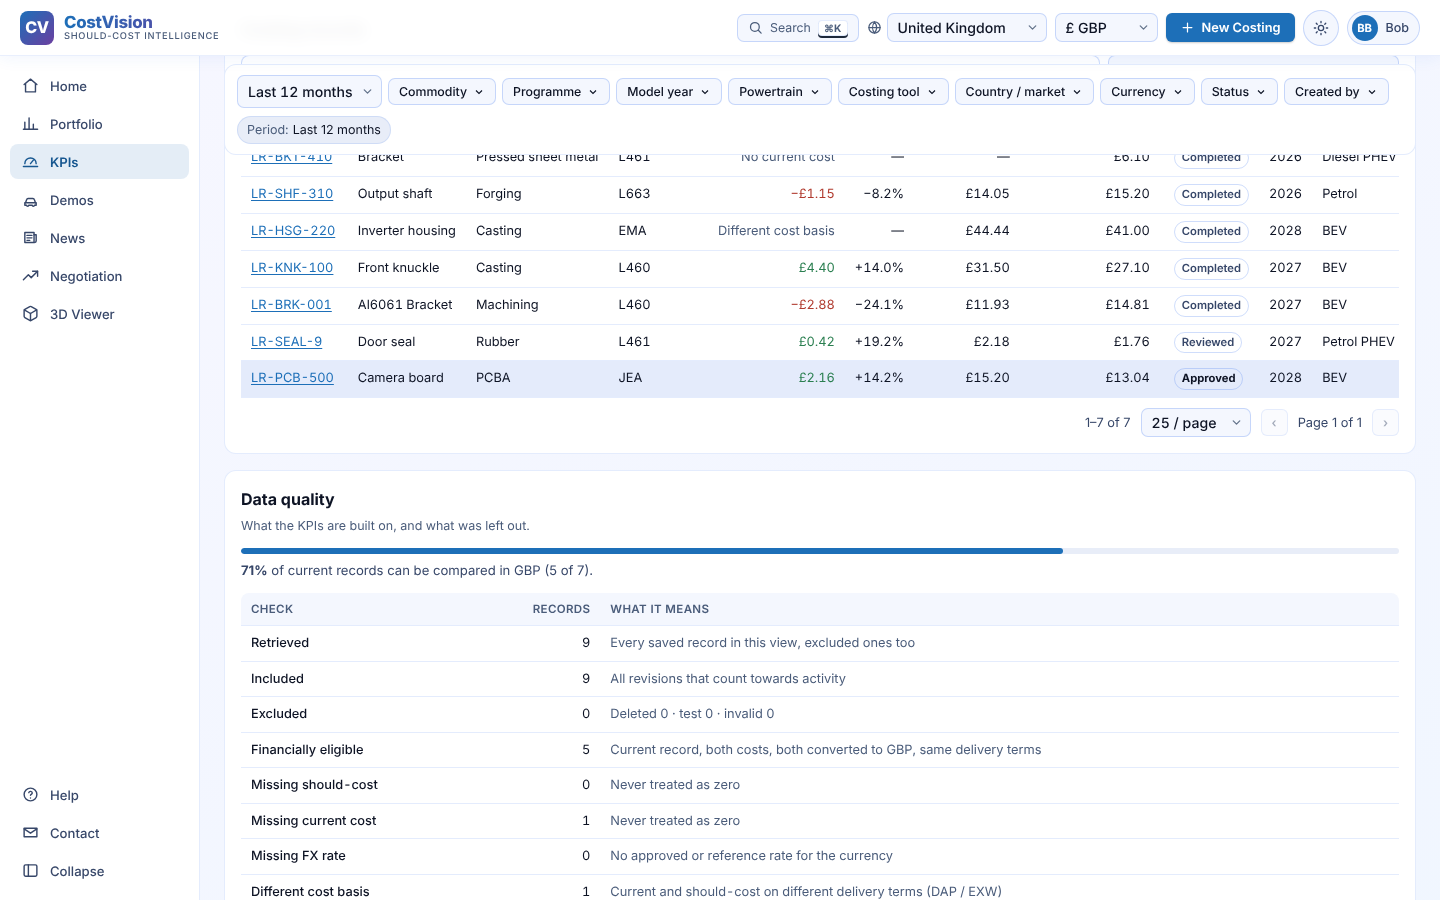 CV CostVision
SHOULD-COST INTELLIGENCE
Search ⌘K
United Kingdom
£ GBP
+ New Costing
BB Bob
Home
Portfolio
KPIs
Demos
News
Negotiation
3D Viewer
Help
Contact
Collapse
Last 12 months Commodity Programme Model year Powertrain Costing tool Country / market Currency Status Created by
Period: Last 12 months
LR-BKT-410 Bracket Pressed sheet metal L461 No current cost — — £6.10 Completed 2026 Diesel PHEV
LR-SHF-310 Output shaft Forging L663 −£1.15 −8.2% £14.05 £15.20 Completed 2026 Petrol
LR-HSG-220 Inverter housing Casting EMA Different cost basis — £44.44 £41.00 Completed 2028 BEV
LR-KNK-100 Front knuckle Casting L460 £4.40 +14.0% £31.50 £27.10 Completed 2027 BEV
LR-BRK-001 Al6061 Bracket Machining L460 −£2.88 −24.1% £11.93 £14.81 Completed 2027 BEV
LR-SEAL-9 Door seal Rubber L461 £0.42 +19.2% £2.18 £1.76 Reviewed 2027 Petrol PHEV
LR-PCB-500 Camera board PCBA JEA £2.16 +14.2% £15.20 £13.04 Approved 2028 BEV
1–7 of 7 25 / page ‹ Page 1 of 1 ›
Data quality
What the KPIs are built on, and what was left out.
71% of current records can be compared in GBP (5 of 7).
CHECK RECORDS WHAT IT MEANS
Retrieved 9 Every saved record in this view, excluded ones too
Included 9 All revisions that count towards activity
Excluded 0 Deleted 0 · test 0 · invalid 0
Financially eligible 5 Current record, both costs, both converted to GBP, same delivery terms
Missing should-cost 0 Never treated as zero
Missing current cost 1 Never treated as zero
Missing FX rate 0 No approved or reference rate for the currency
Different cost basis 1 Current and should-cost on different delivery terms (DAP / EXW)